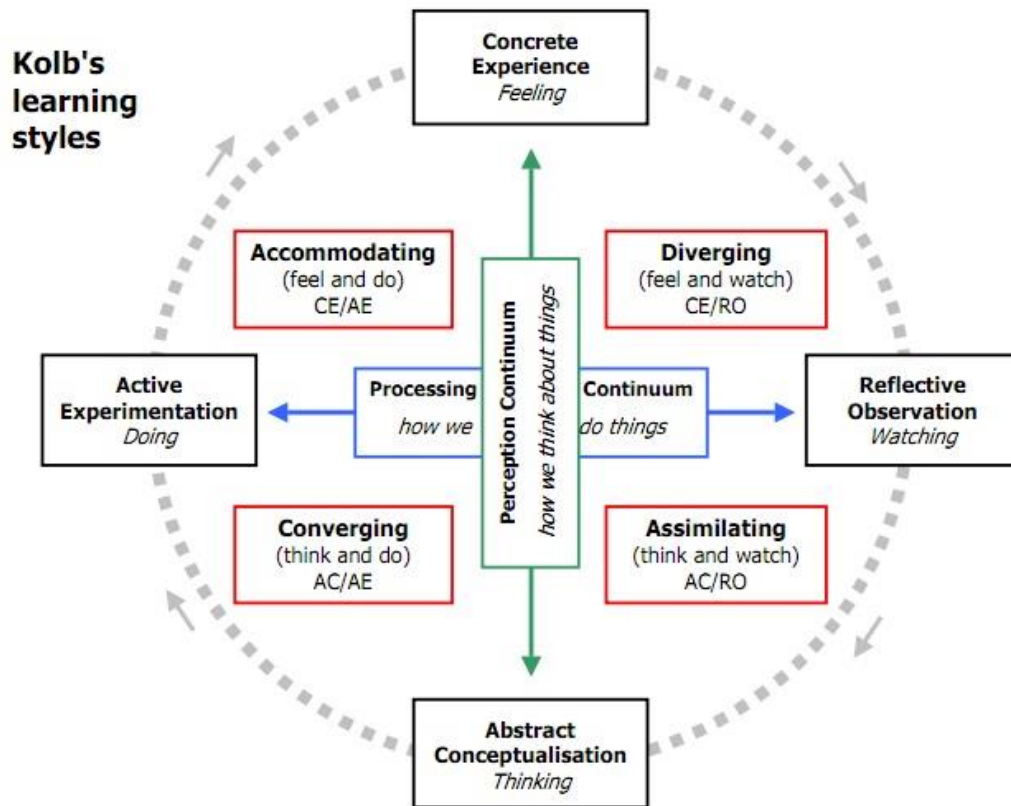 Kolb's
learning
styles
Concrete
Experience
Feeling
Accommodating
(feel and do)
CE/AE
Diverging
(feel and watch)
CE/RO
Active
Experimentation
Doing
Processing Continuum
how we do things
Perception Continuum
how we think about things
Reflective
Observation
Watching
Converging
(think and do)
AC/AE
Assimilating
(think and watch)
AC/RO
Abstract
Conceptualisation
Thinking